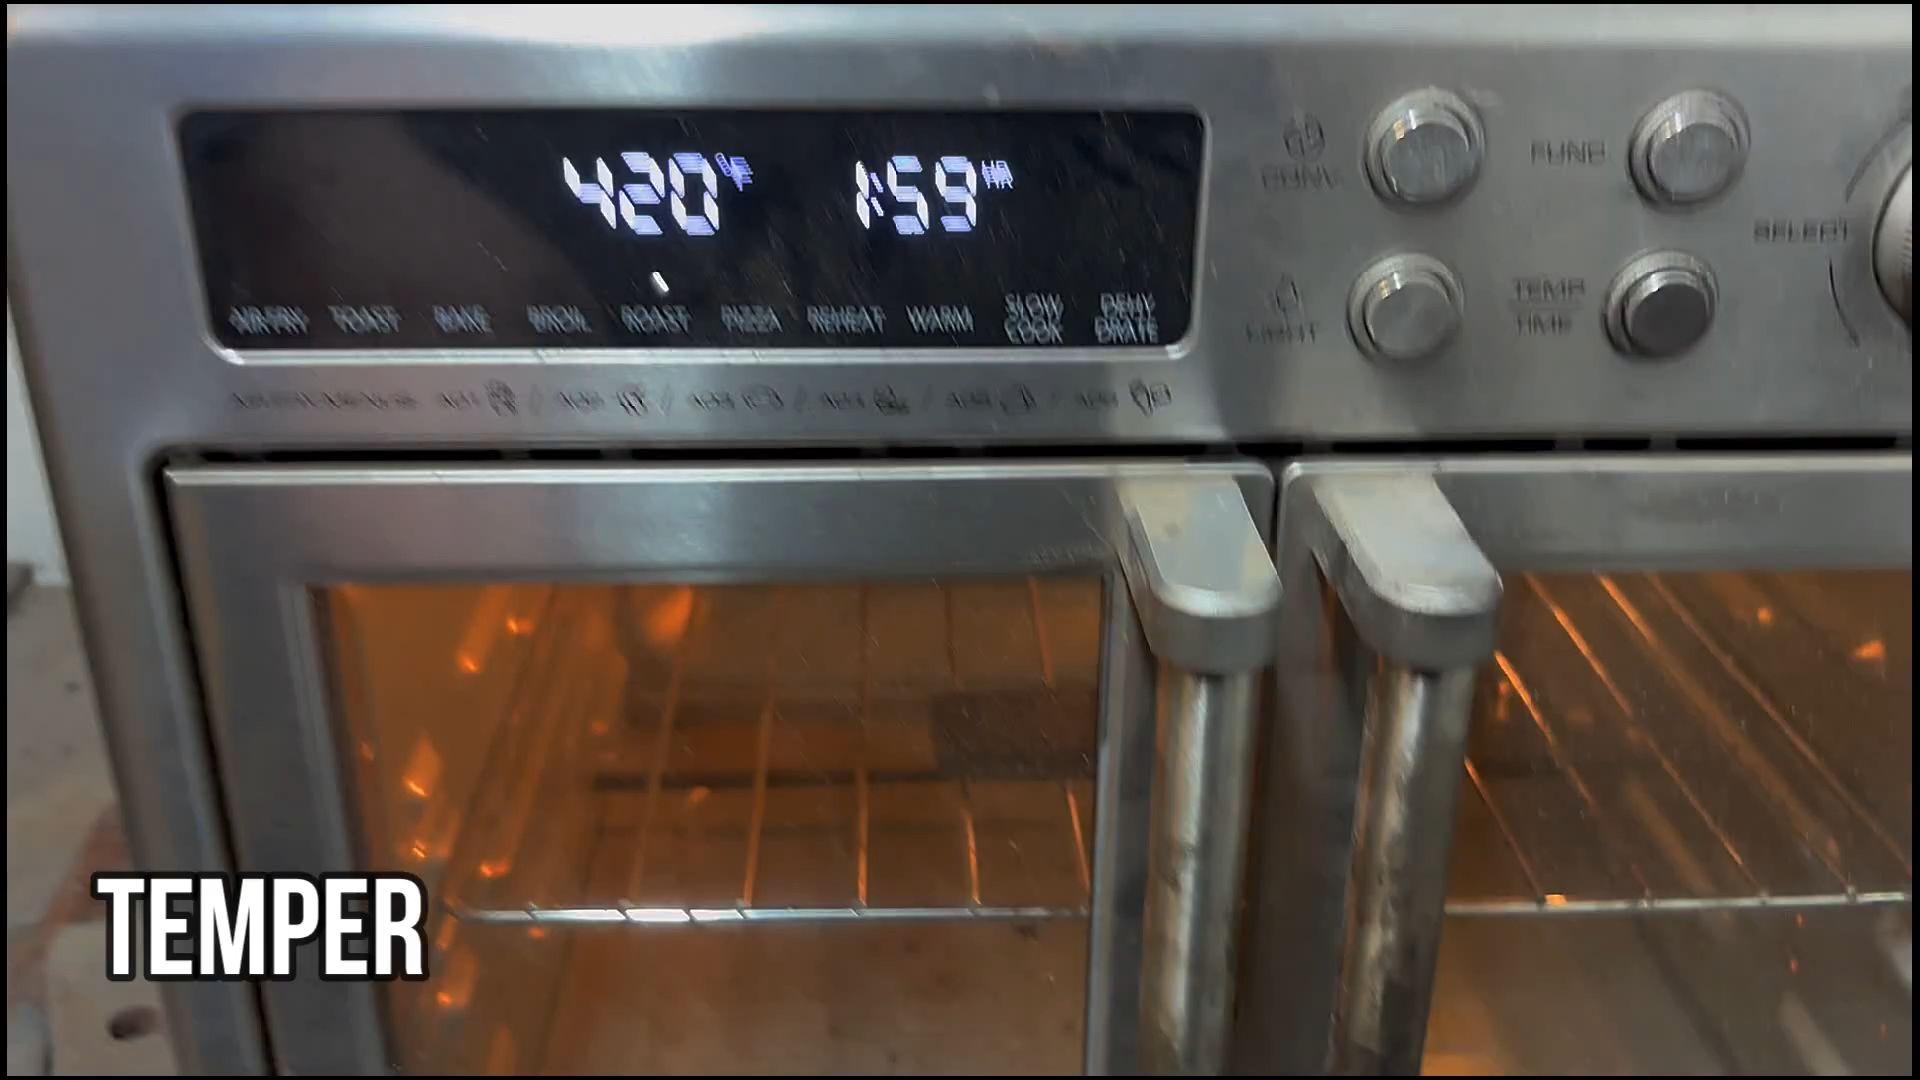 420°F 1:59 HR
AIR FRY TOAST BAKE BROIL ROAST PIZZA REHEAT WARM SLOW COOK DEHYDRATE
CONV
FUNC
SELECT
LIGHT
TEMP
TIME
TEMPER